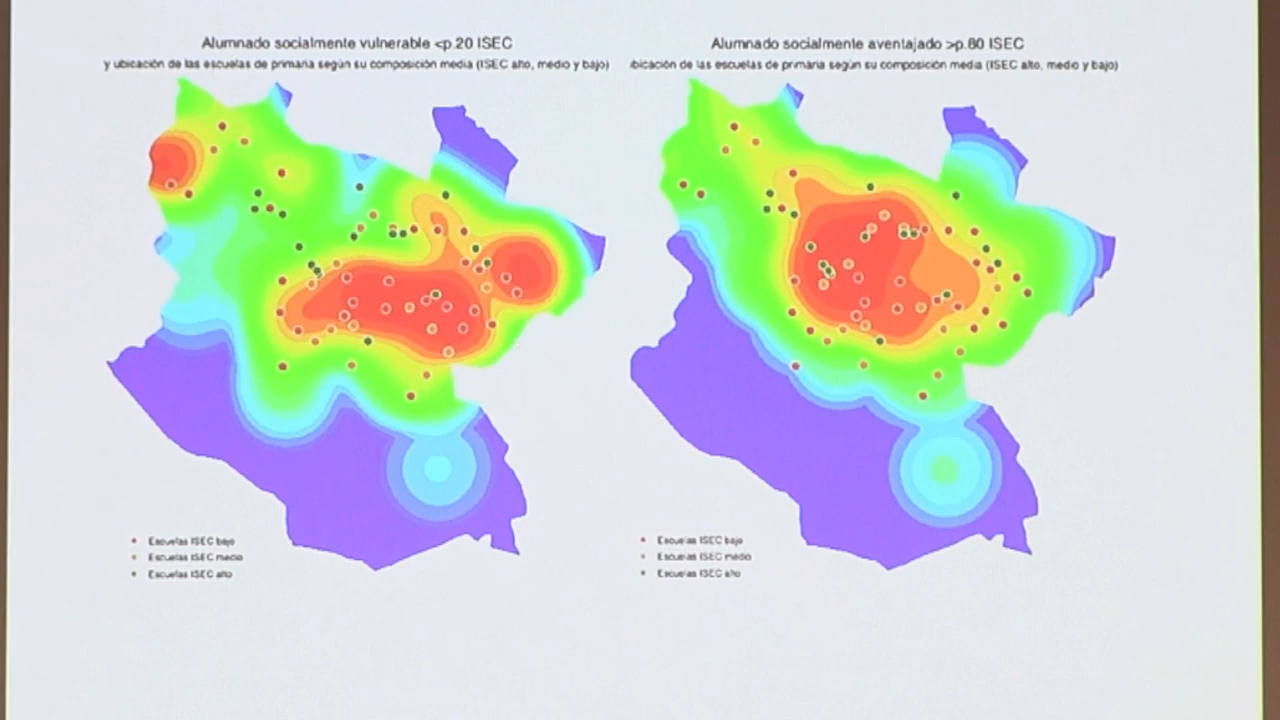 Alumnado socialmente vulnerable <p.20 ISEC
y ubicación de las escuelas de primaria según su composición media (ISEC alto, medio y bajo)
Alumnado socialmente aventajado >p.80 ISEC
bicación de las escuelas de primaria según su composición media (ISEC alto, medio y bajo)
Escuelas ISEC bajo
Escuelas ISEC medio
Escuelas ISEC alto
Escuelas ISEC bajo
Escuelas ISEC medio
Escuelas ISEC alto